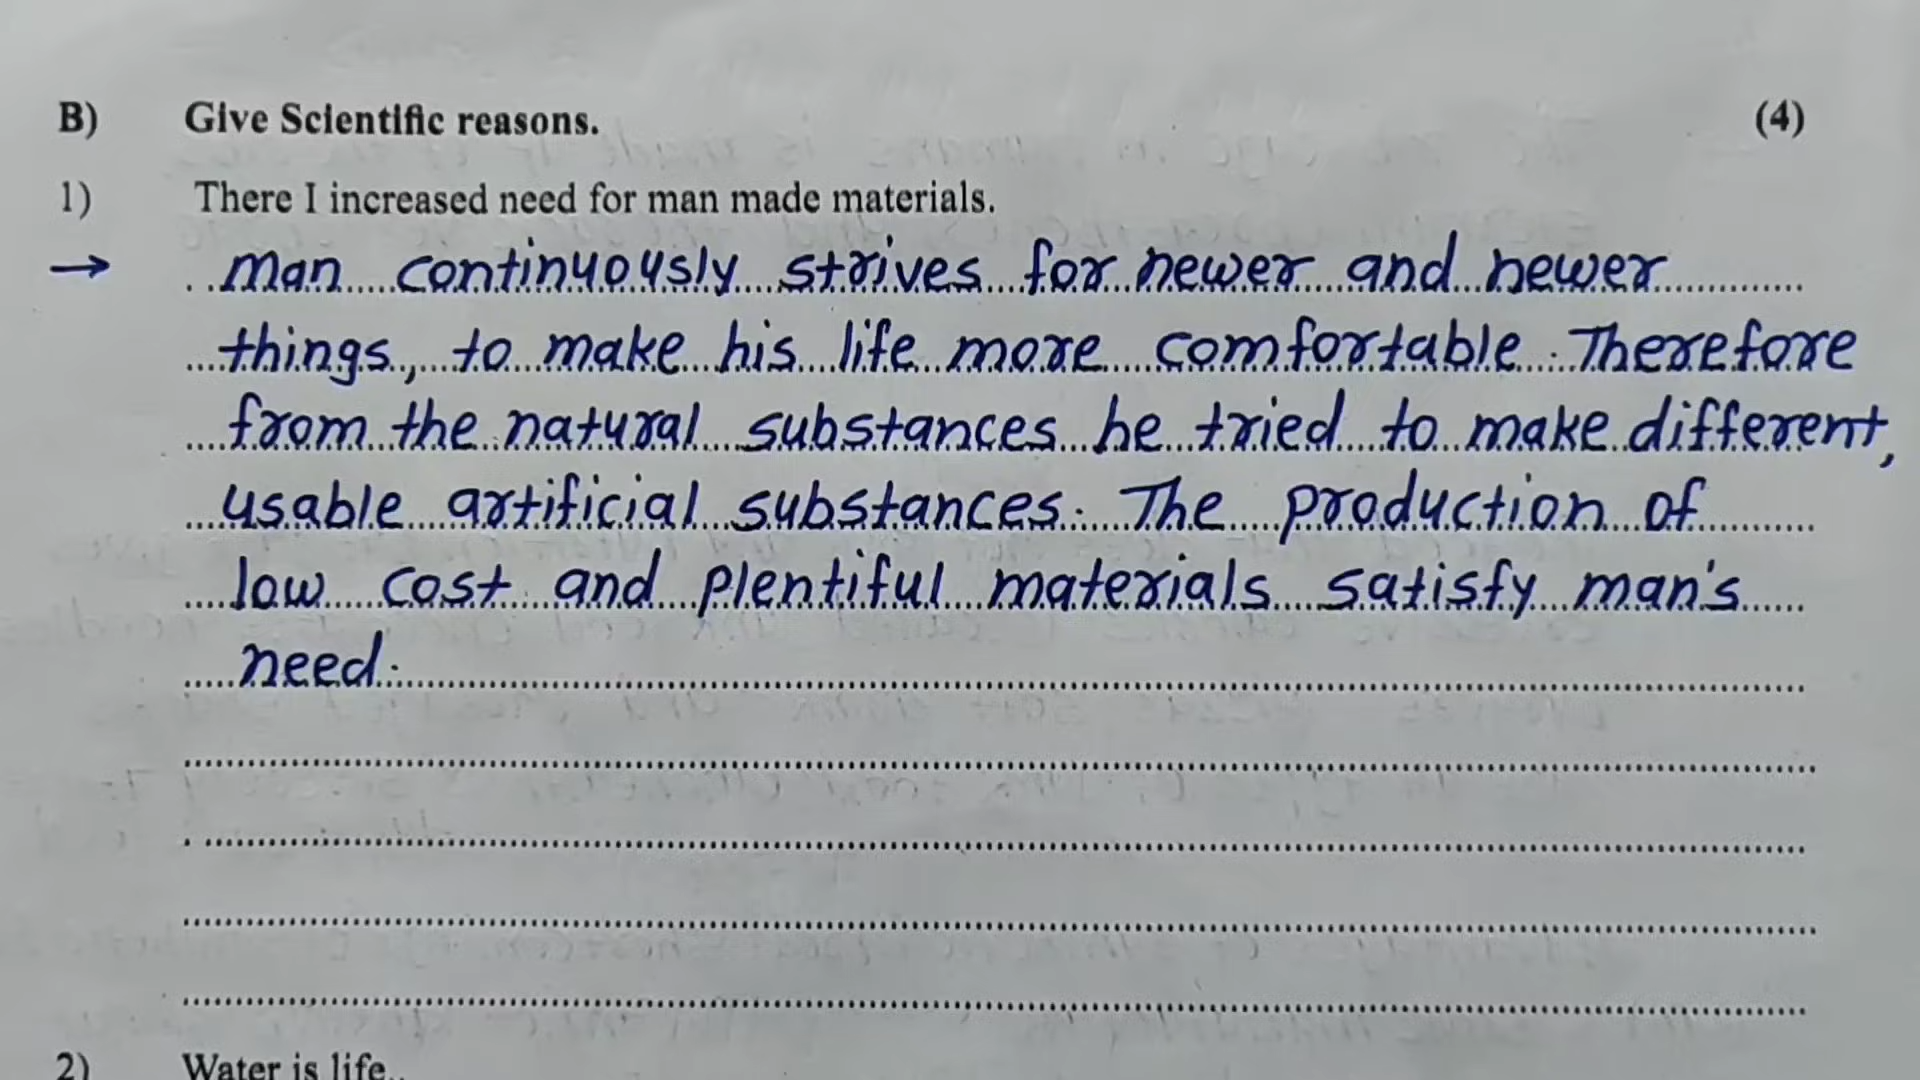 B) Give Scientific reasons. (4)
1) There I increased need for man made materials.
→ man continuously strives for newer and newer
things, to make his life more comfortable. Therefore
from the natural substances he tried to make different,
usable artificial substances. The production of
low cost and plentiful materials satisfy man's
need.
2) Water is life..